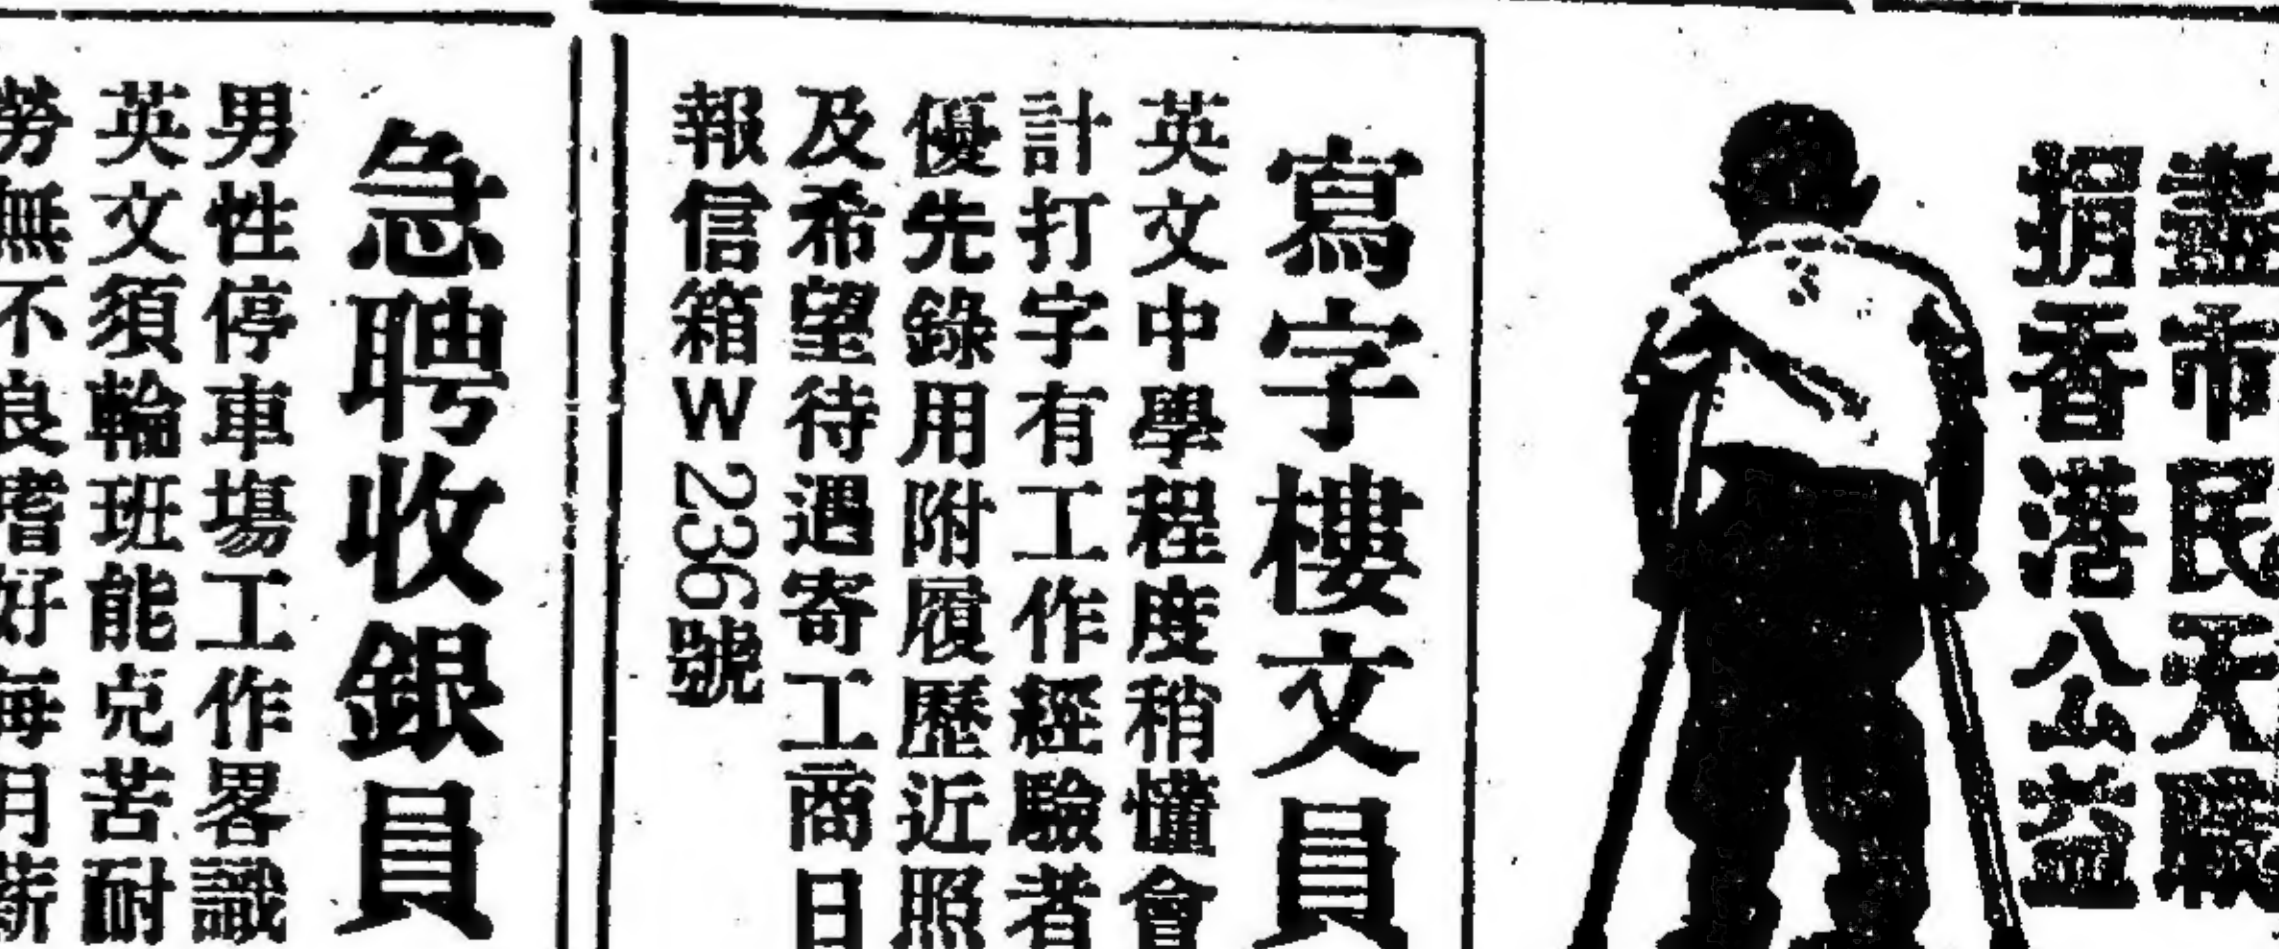 盡市民天職
捐香港公益
寫字樓文員
英文中學程度稍懂會
計打字有工作經驗者
優先錄用附履歷近照
及希望待遇寄工商日
報信箱W236號
急聘收銀員
男性停車場工作畧識
英文須輪班能克苦耐
勞無不良嗜好每月薪